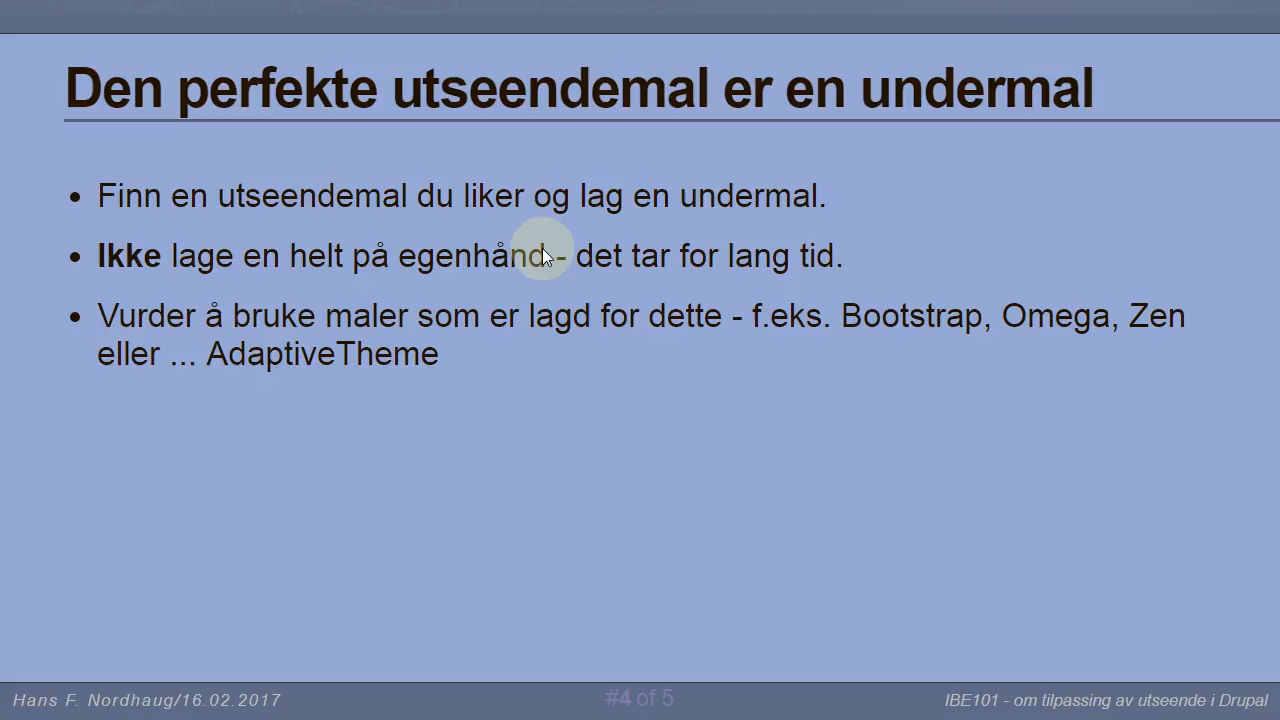 Den perfekte utseendemal er en undermal
• Finn en utseendemal du liker og lag en undermal.
• Ikke lage en helt på egenhånd - det tar for lang tid.
• Vurder å bruke maler som er lagd for dette - f.eks. Bootstrap, Omega, Zen
eller ... AdaptiveTheme
Hans F. Nordhaug/16.02.2017
#4 of 5
IBE101 - om tilpassing av utseende i Drupal